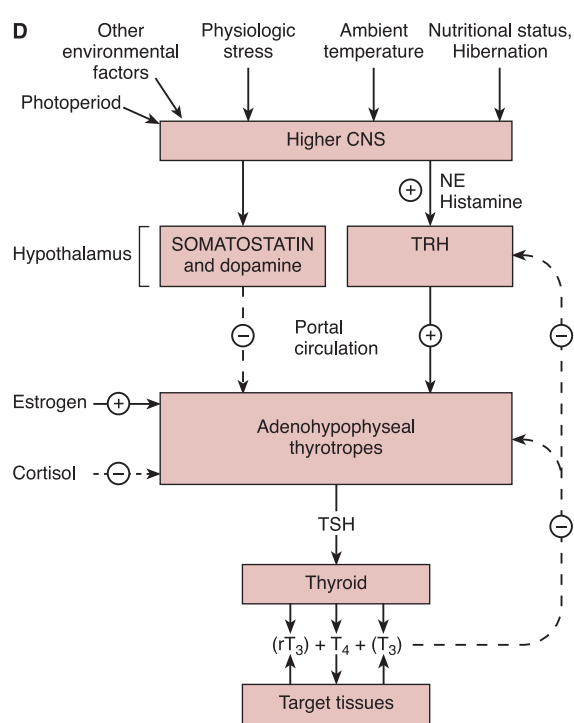 D
Other
environmental
factors
Physiologic
stress
Ambient
temperature
Nutritional status,
Hibernation
Photoperiod
Higher CNS
+
NE
Histamine
Hypothalamus
SOMATOSTATIN
and dopamine
TRH
−
Portal
circulation
+
−
Estrogen
+
Adenohypophyseal
thyrotropes
Cortisol
−
−
TSH
Thyroid
(rT3) + T4 + (T3)
Target tissues